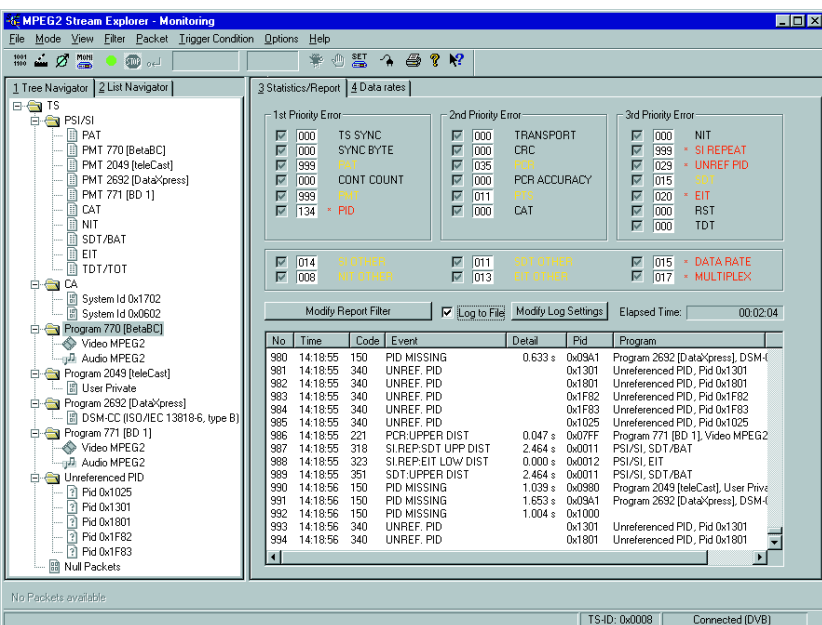 MPEG2 Stream Explorer - Monitoring
File Mode View Filter Packet Trigger Condition Options Help
1 Tree Navigator 2 List Navigator
TS
PSI/SI
PAT
PMT 770 [BetaBC]
PMT 2049 [teleCast]
PMT 2692 [DataXpress]
PMT 771 [BD 1]
CAT
NIT
SDT/BAT
EIT
TDT/TOT
CA
System Id 0x1702
System Id 0x0602
Program 770 [BetaBC]
Video MPEG2
Audio MPEG2
Program 2049 [teleCast]
User Private
Program 2692 [DataXpress]
DSM-CC (ISO/IEC 13818-6, type B)
Program 771 [BD 1]
Video MPEG2
Audio MPEG2
Unreferenced PID
Pid 0x1025
Pid 0x1301
Pid 0x1801
Pid 0x1F82
Pid 0x1F83
Null Packets
3 Statistics/Report 4 Data rates
1st Priority Error
000 TS SYNC
000 SYNC BYTE
999 PAT
000 CONT COUNT
999 PMT
134 * PID
2nd Priority Error
000 TRANSPORT
000 CRC
035 PCR
000 PCR ACCURACY
011 PTS
000 CAT
3rd Priority Error
000 NIT
999 * SI REPEAT
029 * UNREF PID
015 SDT
020 * EIT
000 RST
000 TDT
014 SI OTHER 011 SDT OTHER 015 * DATA RATE
008 NIT OTHER 013 EIT OTHER 017 * MULTIPLEX
Modify Report Filter Log to File Modify Log Settings Elapsed Time: 00:02:04
No Time Code Event Detail Pid Program
980 14:18:55 150 PID MISSING 0.633 s 0x09A1 Program 2692 [DataXpress], DSM-(
981 14:18:55 340 UNREF. PID 0x1301 Unreferenced PID, Pid 0x1301
982 14:18:55 340 UNREF. PID 0x1801 Unreferenced PID, Pid 0x1801
983 14:18:55 340 UNREF. PID 0x1F82 Unreferenced PID, Pid 0x1F82
984 14:18:55 340 UNREF. PID 0x1F83 Unreferenced PID, Pid 0x1F83
985 14:18:55 340 UNREF. PID 0x1025 Unreferenced PID, Pid 0x1025
986 14:18:55 221 PCR:UPPER DIST 0.047 s 0x07FF Program 771 [BD 1], Video MPEG2
987 14:18:55 318 SI.REP:SDT UPP DIST 2.464 s 0x0011 PSI/SI, SDT/BAT
988 14:18:55 323 SI.REP:EIT LOW DIST 0.000 s 0x0012 PSI/SI, EIT
989 14:18:55 351 SDT:UPPER DIST 2.464 s 0x0011 PSI/SI, SDT/BAT
990 14:18:56 150 PID MISSING 1.039 s 0x0980 Program 2049 [teleCast], User Priva
991 14:18:56 150 PID MISSING 1.653 s 0x09A1 Program 2692 [DataXpress], DSM-(
992 14:18:56 150 PID MISSING 1.004 s 0x1000
993 14:18:56 340 UNREF. PID 0x1301 Unreferenced PID, Pid 0x1301
994 14:18:56 340 UNREF. PID 0x1801 Unreferenced PID, Pid 0x1801
No Packets available
TS-ID: 0x0008 Connected (DVB)